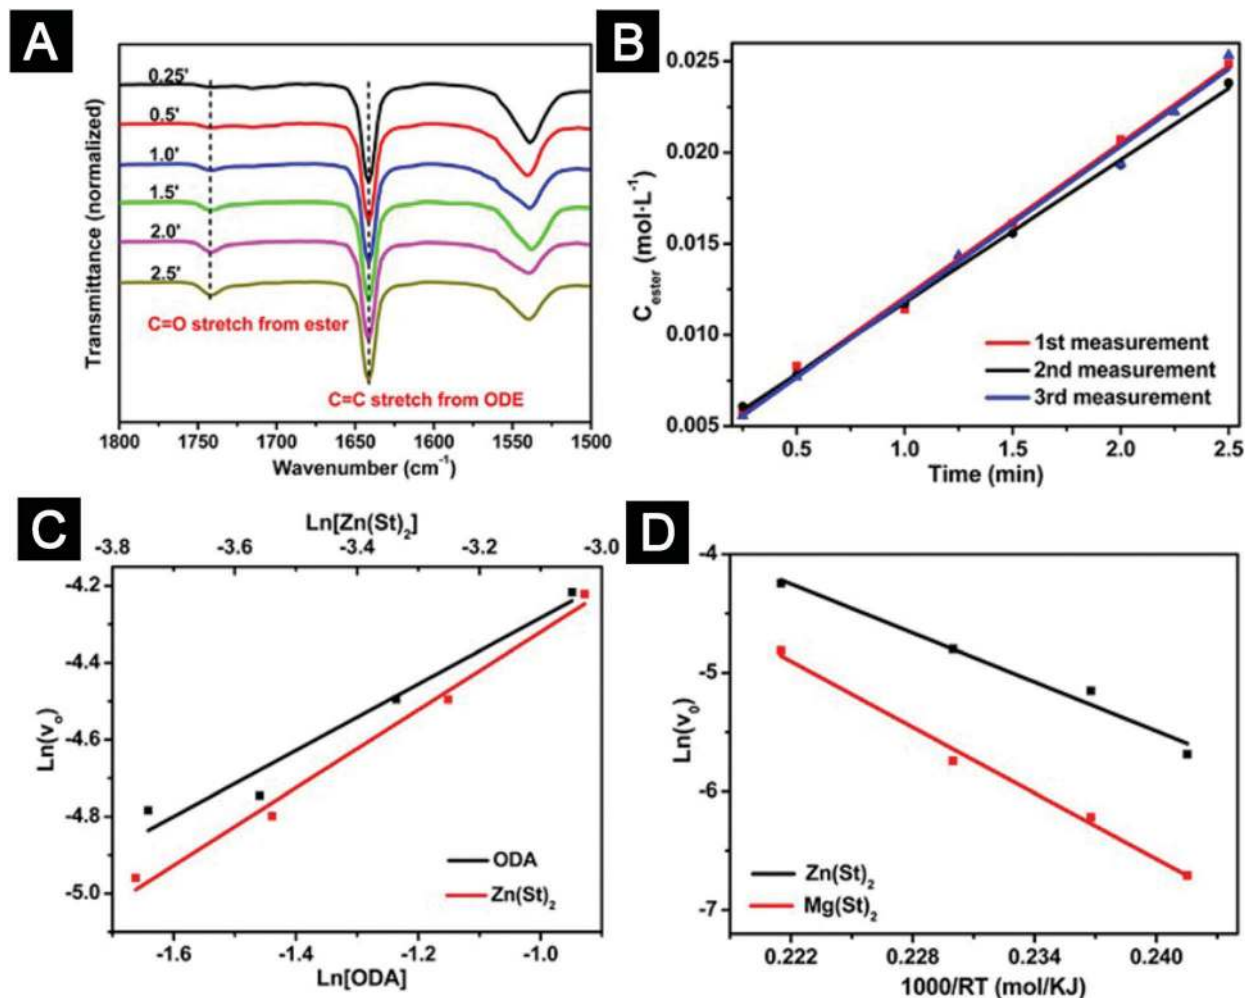 A
0.25'
0.5'
1.0'
1.5'
2.0'
2.5'
C=O stretch from ester
C=C stretch from ODE
Transmittance (normalized)
1800 1750 1700 1650 1600 1550 1500
Wavenumber (cm⁻¹)
B
0.025
0.020
0.015
0.010
0.005
C_ester (mol·L⁻¹)
1st measurement
2nd measurement
3rd measurement
0.5 1.0 1.5 2.0 2.5
Time (min)
C
Ln[Zn(St)₂]
-3.8 -3.6 -3.4 -3.2 -3.0
-4.2
-4.4
-4.6
-4.8
-5.0
Ln(v₀)
ODA
Zn(St)₂
-1.6 -1.4 -1.2 -1.0
Ln[ODA]
D
-4
-5
-6
-7
Ln(v₀)
Zn(St)₂
Mg(St)₂
0.222 0.228 0.234 0.240
1000/RT (mol/KJ)